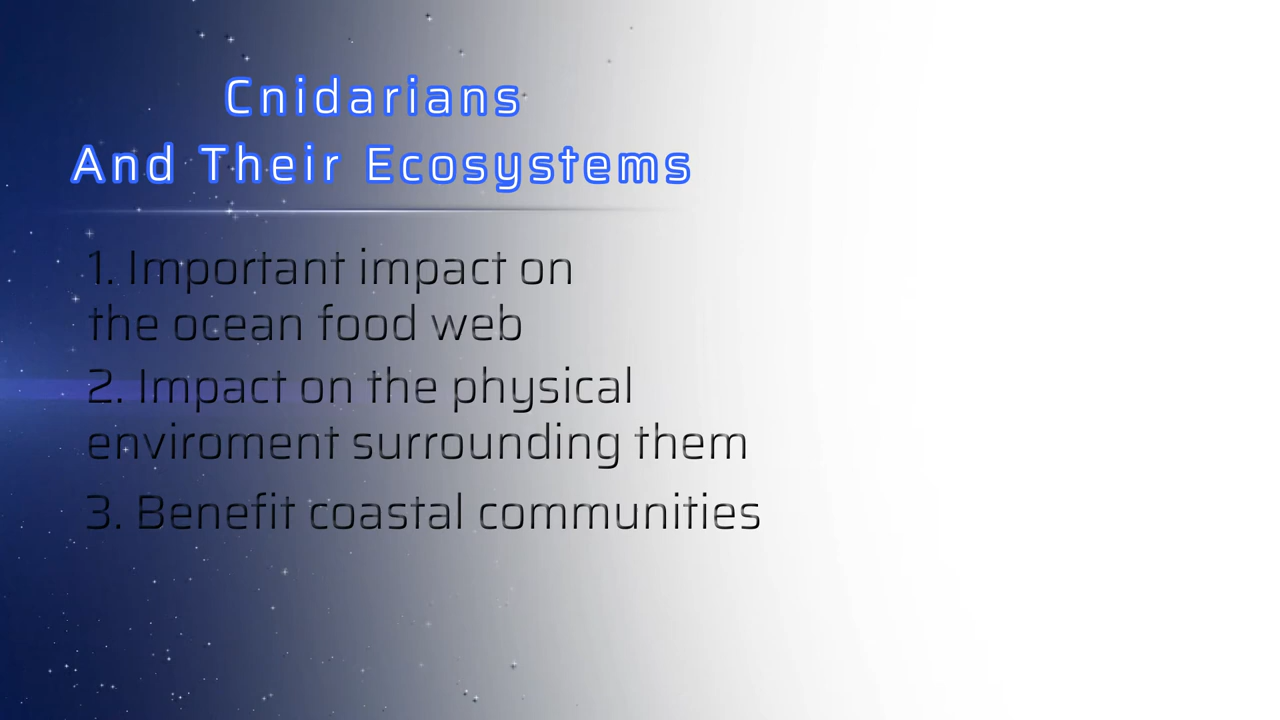 Cnidarians
And Their Ecosystems
1. Important impact on
the ocean food web
2. Impact on the physical
enviroment surrounding them
3. Benefit coastal communities